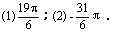 (1) 19π/6 ; (2) -31/6 π .